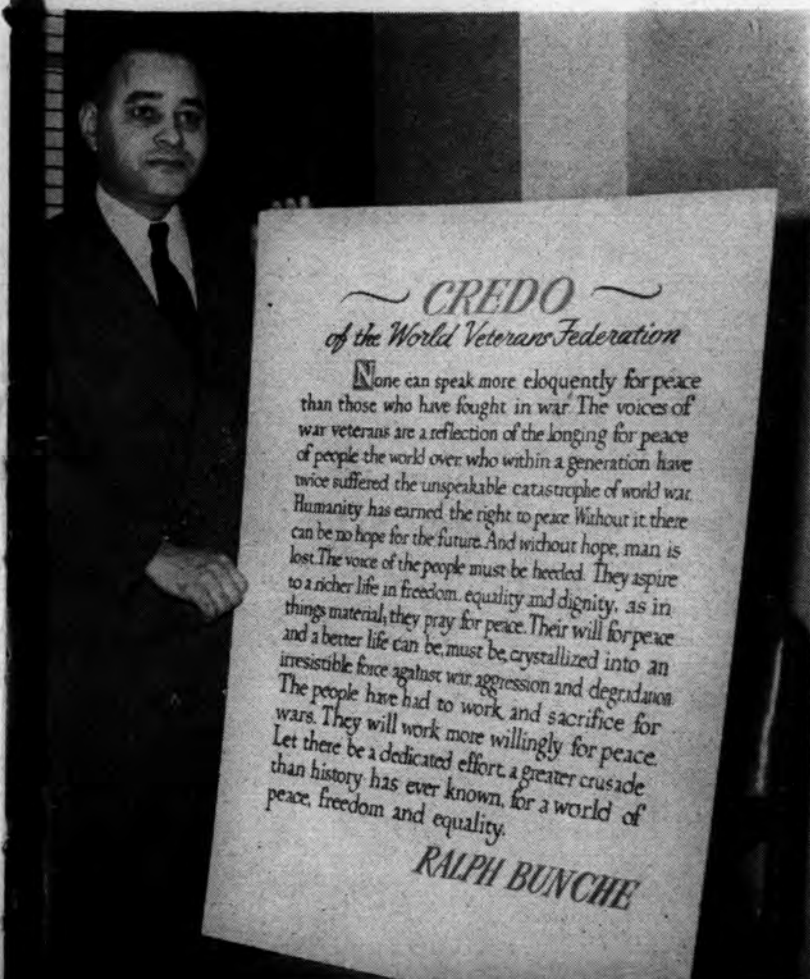 ~ CREDO ~
of the World Veterans Federation
None can speak more eloquently for peace
than those who have fought in war. The voices of
war veterans are a reflection of the longing for peace
of people the world over, who within a generation have
twice suffered the unspeakable catastrophe of world war.
Humanity has earned the right to peace. Without it, there
can be no hope for the future. And without hope, man is
lost. The voice of the people must be heeded. They aspire
to a richer life in freedom, equality and dignity, as in
things material; they pray for peace. Their will for peace
and a better life can be, must be, crystallized into an
irresistible force against war, aggression and degradation.
The people have had to work and sacrifice for
wars. They will work more willingly for peace.
Let there be a dedicated effort, a greater crusade
than history has ever known, for a world of
peace, freedom and equality.
RALPH BUNCHE